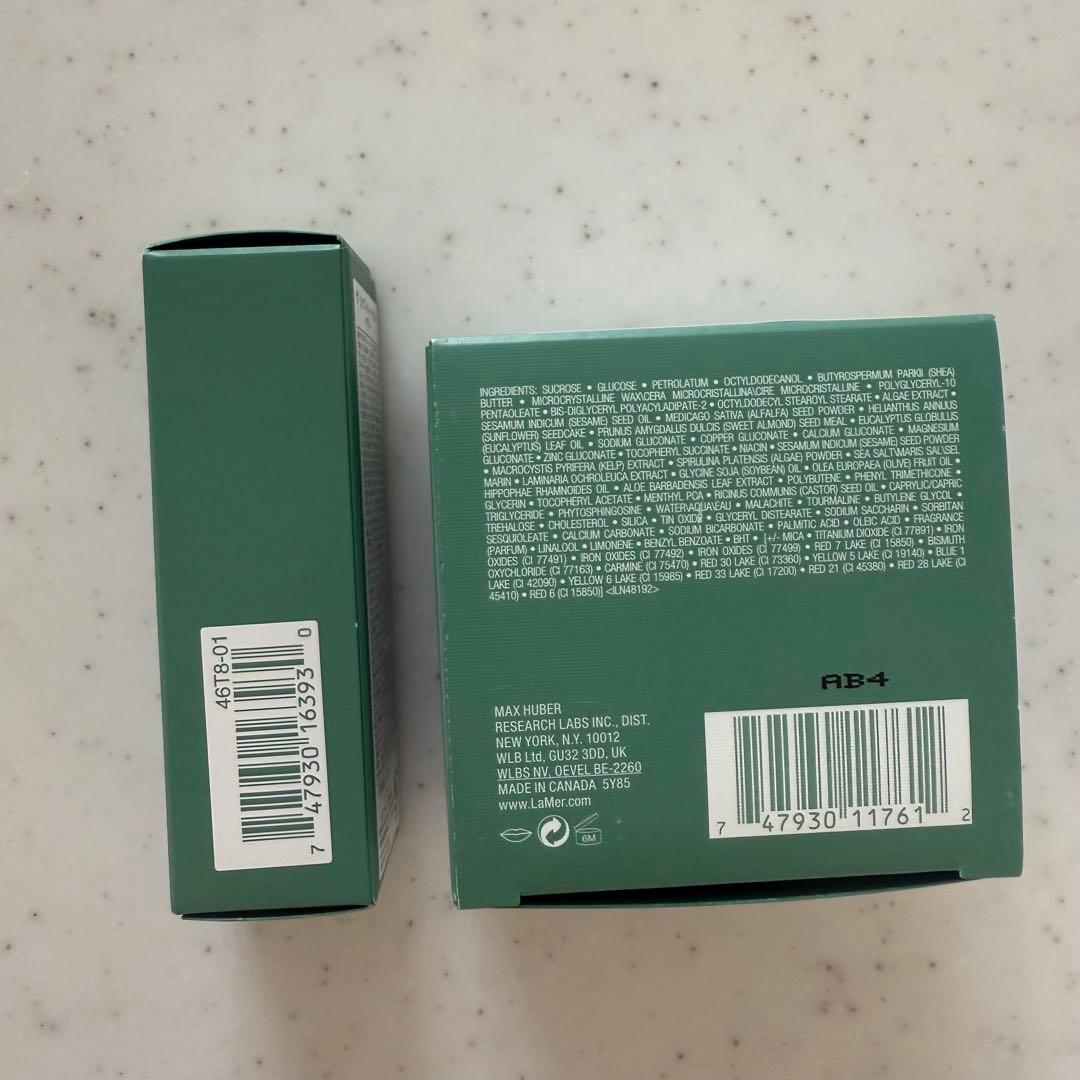 46T8-01
7 47930 16393 0
INGREDIENTS: SUCROSE • GLUCOSE • PETROLATUM • OCTYLDODECANOL • BUTYROSPERMUM PARKII (SHEA)
BUTTER • MICROCRYSTALLINE WAX\CERA MICROCRISTALLINA\CIRE MICROCRISTALLINE • POLYGLYCERYL-10
PENTAOLEATE • BIS-DIGLYCERYL POLYACYLADIPATE-2 • OCTYLDODECYL STEAROYL STEARATE • ALGAE EXTRACT •
SESAMUM INDICUM (SESAME) SEED OIL • MEDICAGO SATIVA (ALFALFA) SEED POWDER • HELIANTHUS ANNUUS
(SUNFLOWER) SEEDCAKE • PRUNUS AMYGDALUS DULCIS (SWEET ALMOND) SEED MEAL • EUCALYPTUS GLOBULUS
(EUCALYPTUS) LEAF OIL • SODIUM GLUCONATE • COPPER GLUCONATE • CALCIUM GLUCONATE • MAGNESIUM
GLUCONATE • ZINC GLUCONATE • TOCOPHERYL SUCCINATE • NIACIN • SESAMUM INDICUM (SESAME) SEED POWDER
• MACROCYSTIS PYRIFERA (KELP) EXTRACT • SPIRULINA PLATENSIS (ALGAE) POWDER • SEA SALT\MARIS SAL\SEL
MARIN • LAMINARIA OCHROLEUCA EXTRACT • GLYCINE SOJA (SOYBEAN) OIL • OLEA EUROPAEA (OLIVE) FRUIT OIL •
HIPPOPHAE RHAMNOIDES OIL • ALOE BARBADENSIS LEAF EXTRACT • POLYBUTENE • PHENYL TRIMETHICONE •
GLYCERIN • TOCOPHERYL ACETATE • MENTHYL PCA • RICINUS COMMUNIS (CASTOR) SEED OIL • CAPRYLIC/CAPRIC
TRIGLYCERIDE • PHYTOSPHINGOSINE • WATER\AQUA\EAU • MALACHITE • TOURMALINE • BUTYLENE GLYCOL •
TREHALOSE • CHOLESTEROL • SILICA • TIN OXIDE • GLYCERYL DISTEARATE • SODIUM SACCHARIN • SORBITAN
SESQUIOLEATE • CALCIUM CARBONATE • SODIUM BICARBONATE • PALMITIC ACID • OLEIC ACID • FRAGRANCE
(PARFUM) • LINALOOL • LIMONENE • BENZYL BENZOATE • BHT • [+/- MICA • TITANIUM DIOXIDE (CI 77891) • IRON
OXIDES (CI 77491) • IRON OXIDES (CI 77492) • IRON OXIDES (CI 77499) • RED 7 LAKE (CI 15850) • BISMUTH
OXYCHLORIDE (CI 77163) • CARMINE (CI 75470) • RED 30 LAKE (CI 73360) • YELLOW 5 LAKE (CI 19140) • BLUE 1
LAKE (CI 42090) • YELLOW 6 LAKE (CI 15985) • RED 33 LAKE (CI 17200) • RED 21 (CI 45380) • RED 28 LAKE (CI
45410) • RED 6 (CI 15850)] <ILN48192>
AB4
MAX HUBER
RESEARCH LABS INC., DIST.
NEW YORK, N.Y. 10012
WLB Ltd, GU32 3DD, UK
WLBS NV, OEVEL BE-2260
MADE IN CANADA 5Y85
www.LaMer.com
6M
7 47930 11761 2